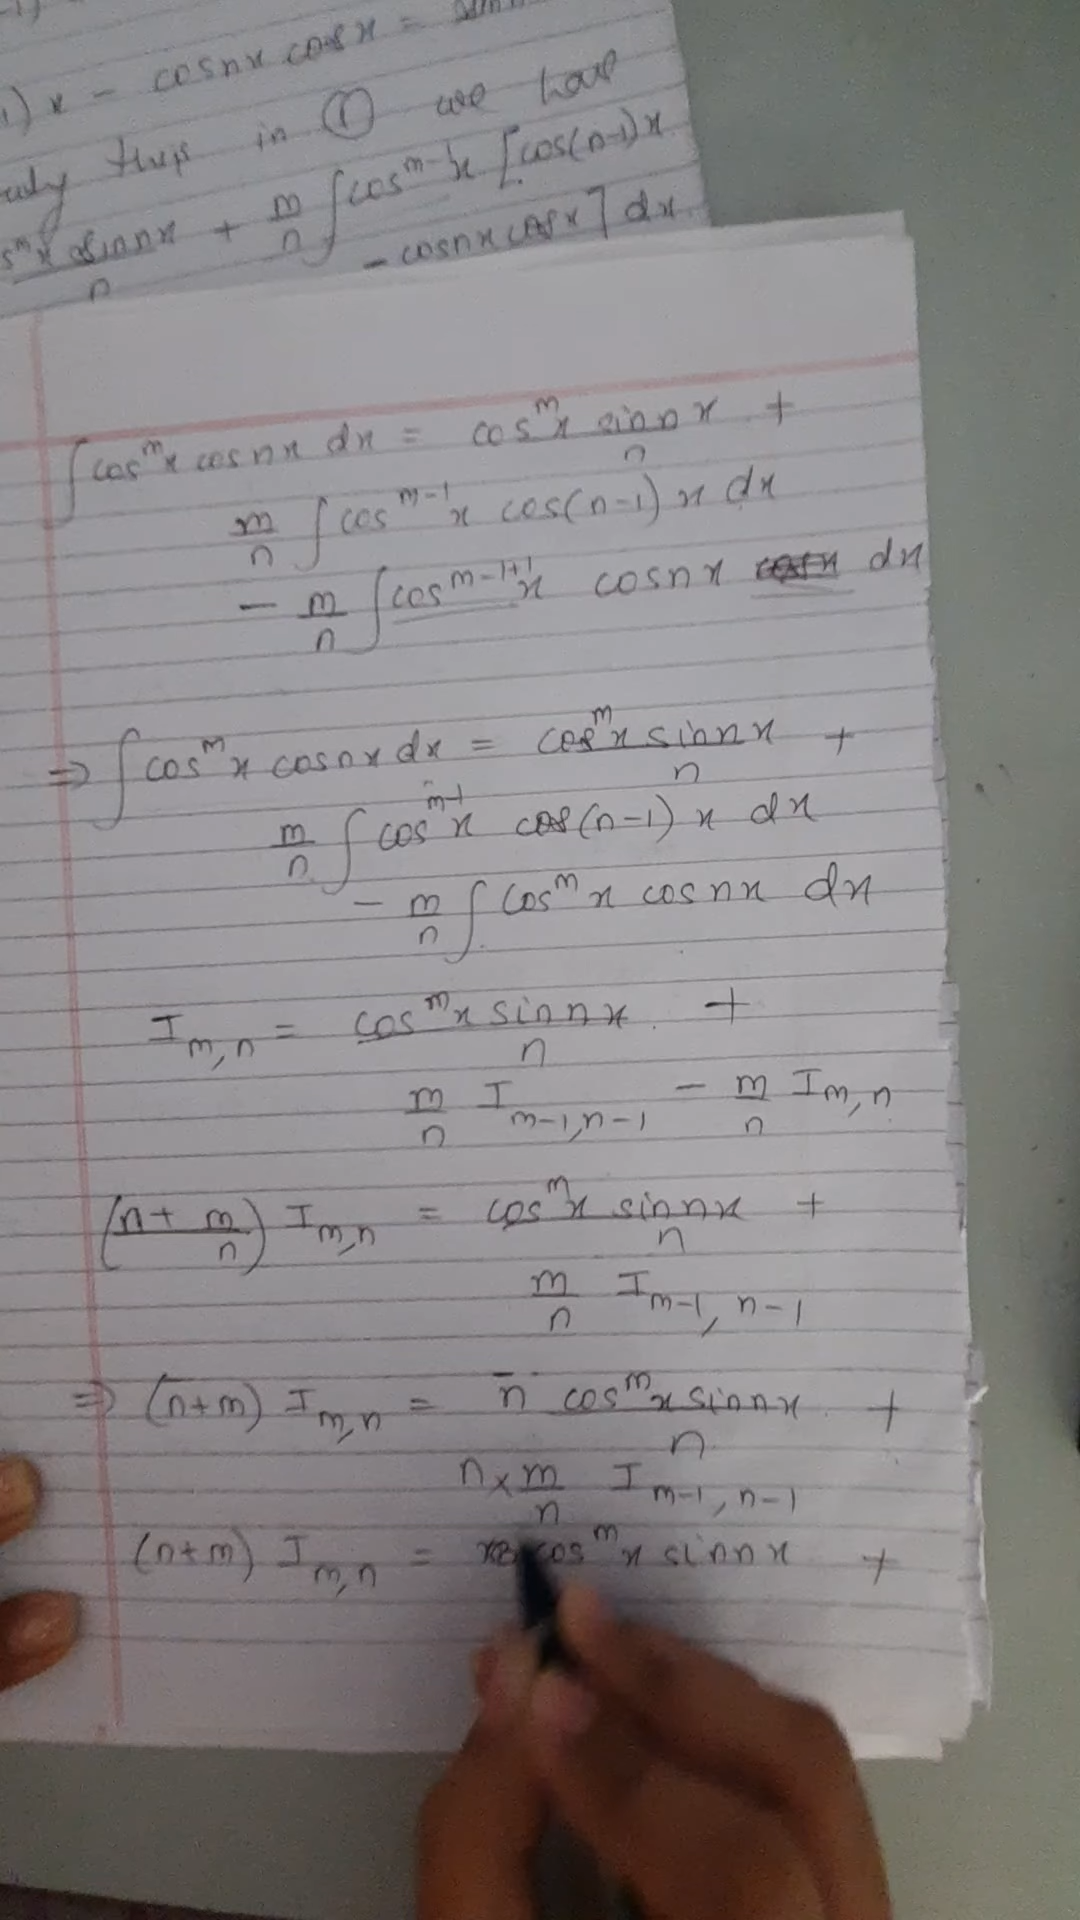 1) x - cosnx cosx =
thus in ① we have
sinnx/n + m/n ∫cos^{m-1}x [cos(n-1)x
- cosnx cosx] dx
∫cos^m x cosnx dx = cos^m x sinnx/n +
m/n ∫cos^{m-1}x cos(n-1)x dx
- m/n ∫cos^{m-1+1}x cosnx dx
⇒ ∫cos^m x cosnx dx = cos^m x sinnx/n +
m/n ∫cos^{m-1}x cos(n-1)x dx
- m/n ∫cos^m x cosnx dx
I_{m,n} = cos^m x sinnx/n +
m/n I_{m-1,n-1} - m/n I_{m,n}
(n+m/n) I_{m,n} = cos^m x sinnx/n +
m/n I_{m-1,n-1}
⇒ (n+m) I_{m,n} = n cos^m x sinnx/n +
n×m/n I_{m-1,n-1}
(n+m) I_{m,n} = cos^m x sinnx +